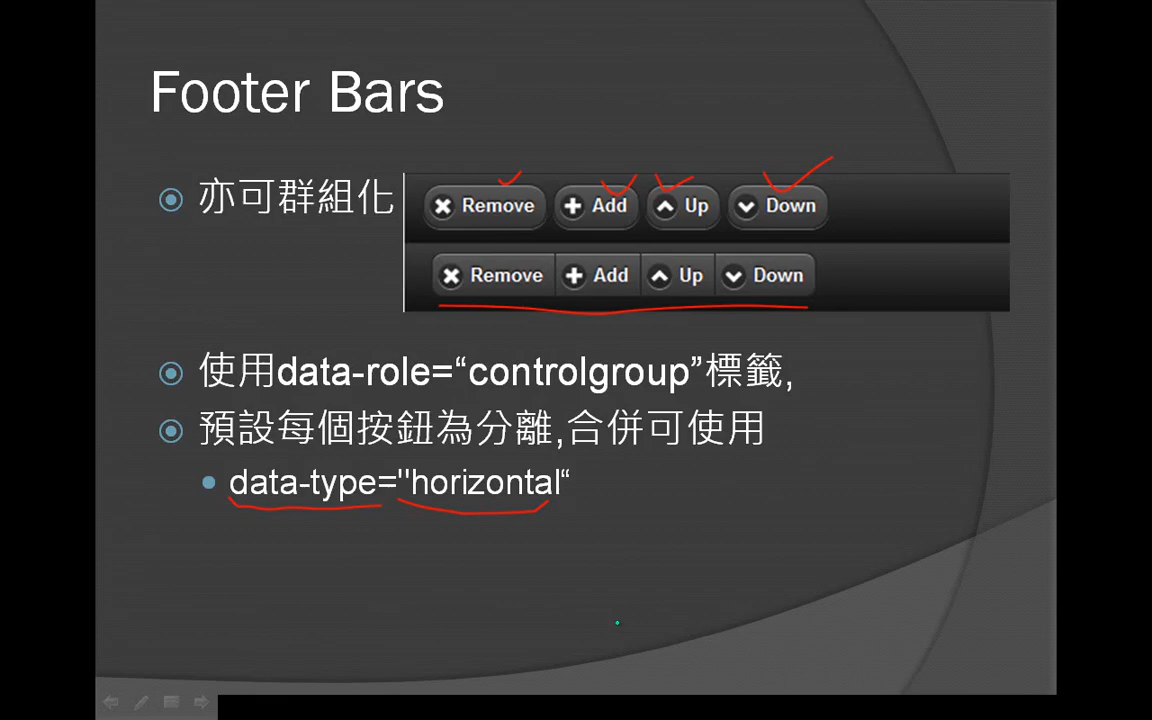 Footer Bars
亦可群組化
Remove Add Up Down
Remove Add Up Down
使用data-role=“controlgroup”標籤,
預設每個按鈕為分離,合併可使用
data-type="horizontal“